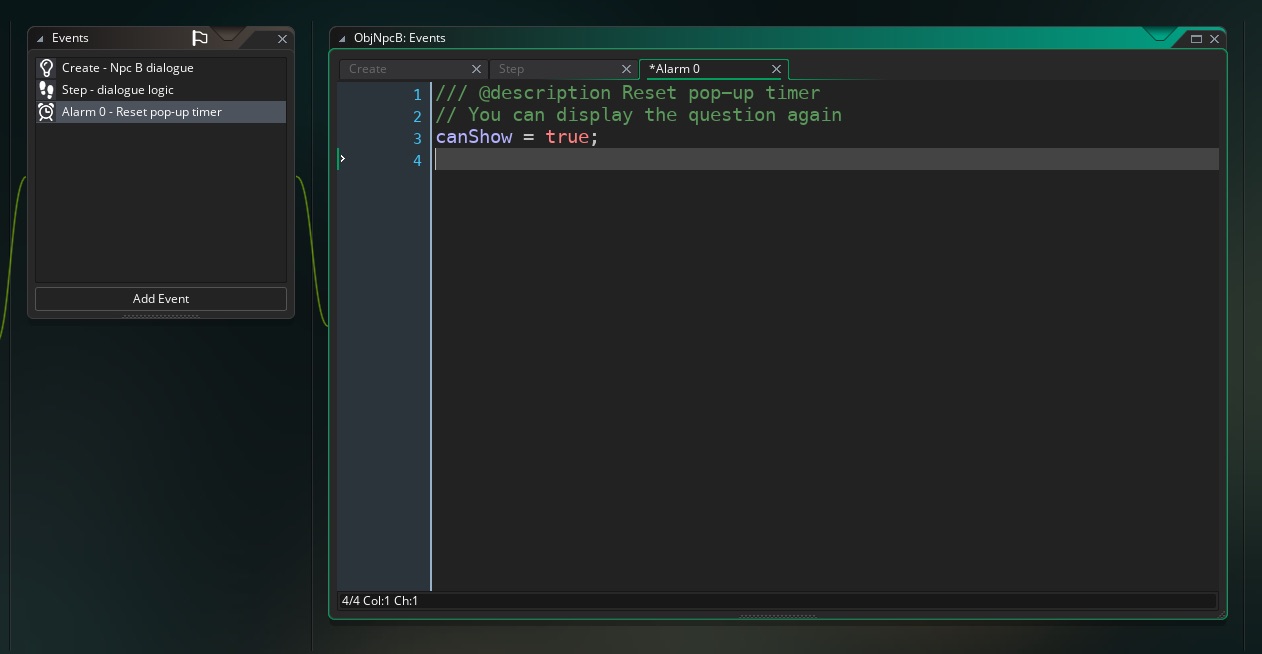 Events
Create - Npc B dialogue
Step - dialogue logic
Alarm 0 - Reset pop-up timer
Add Event
ObjNpcB: Events
Create
Step
*Alarm 0
1 /// @description Reset pop-up timer
2 // You can display the question again
3 canShow = true;
4
4/4 Col:1 Ch:1